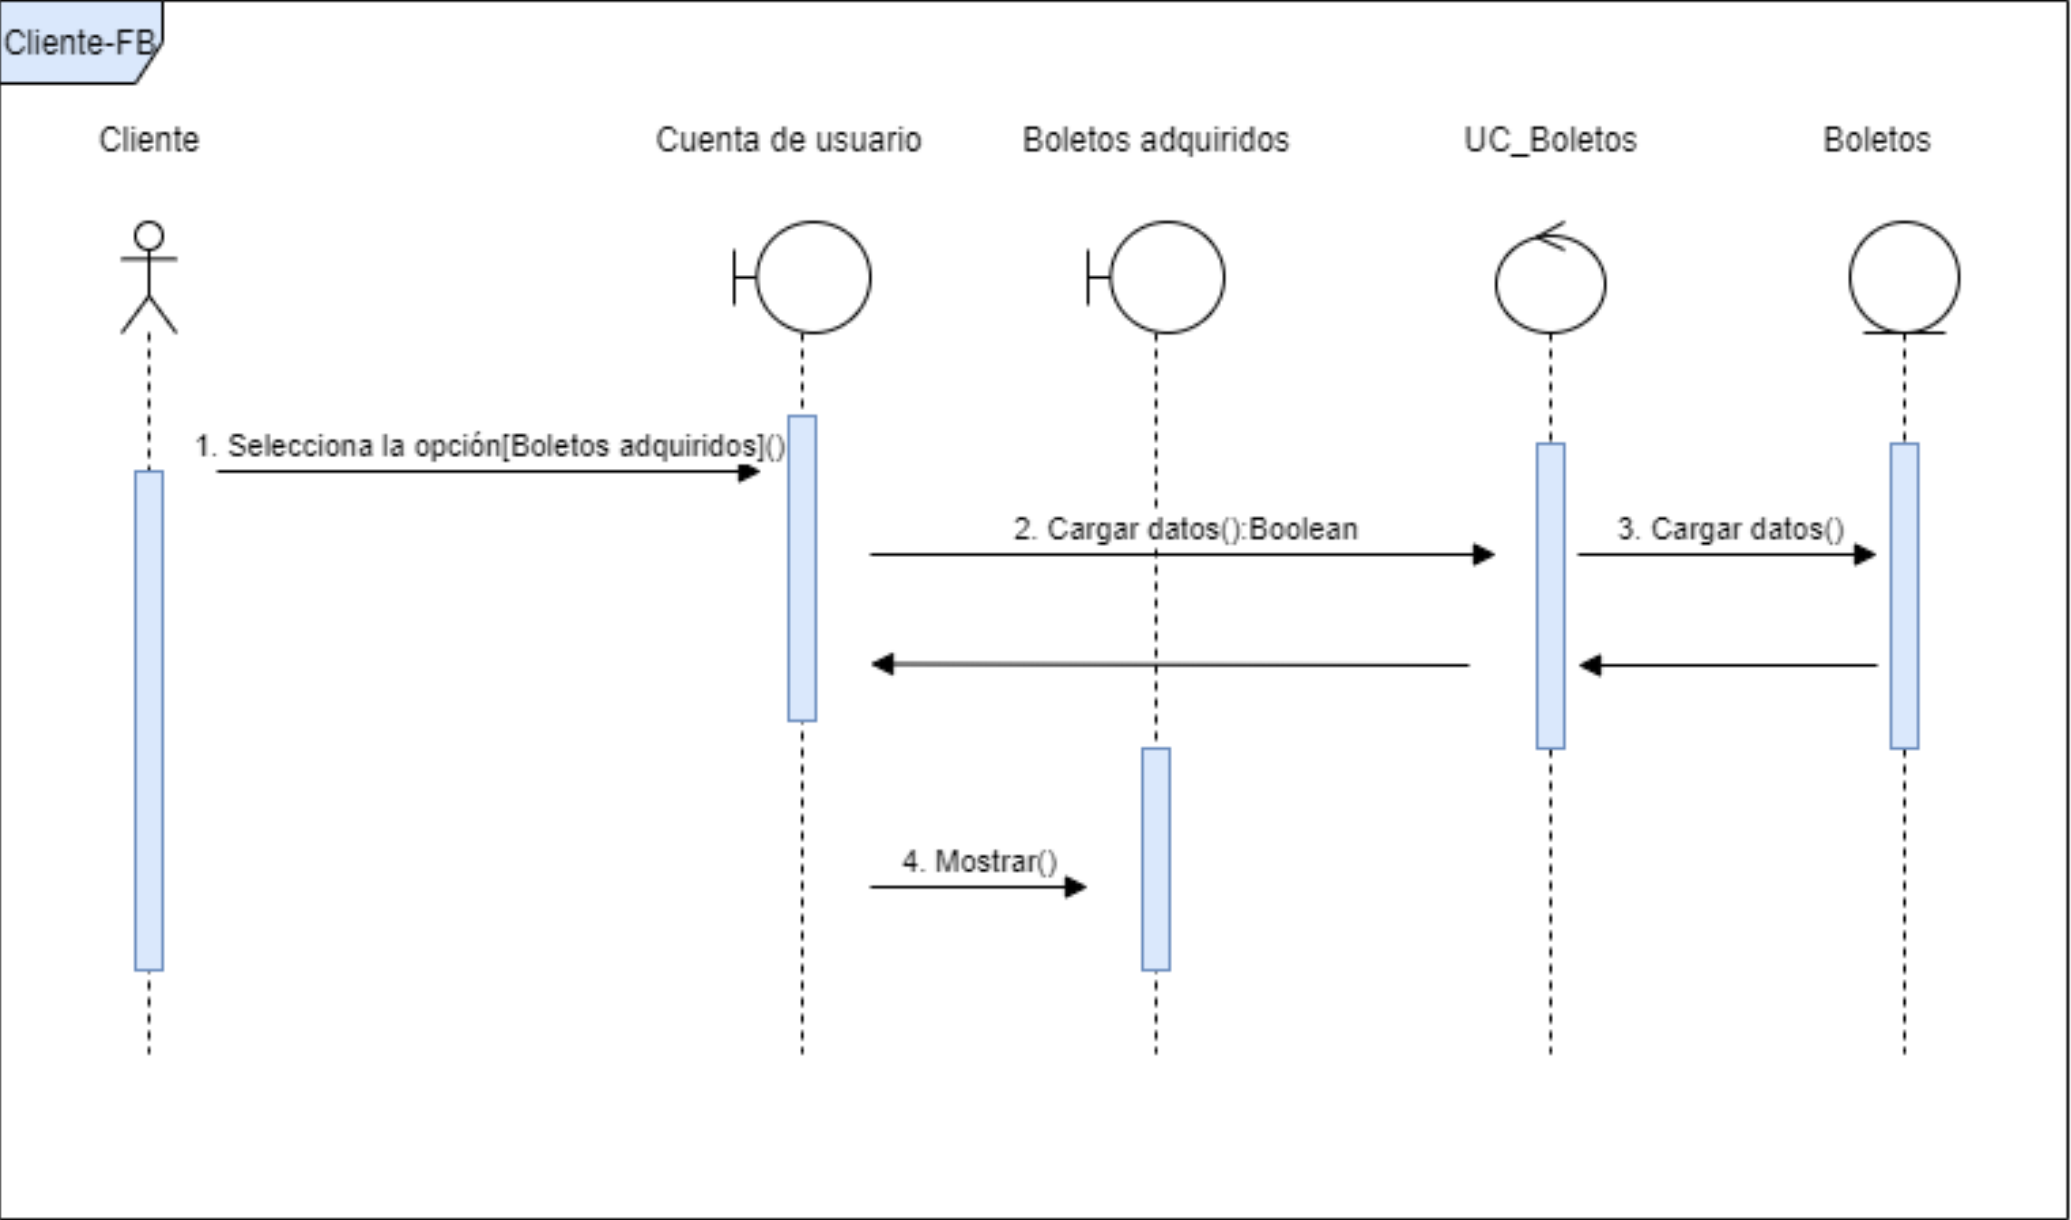 Cliente-FB
Cliente
Cuenta de usuario
Boletos adquiridos
UC_Boletos
Boletos
1. Selecciona la opción[Boletos adquiridos]()
2. Cargar datos():Boolean
3. Cargar datos()
4. Mostrar()